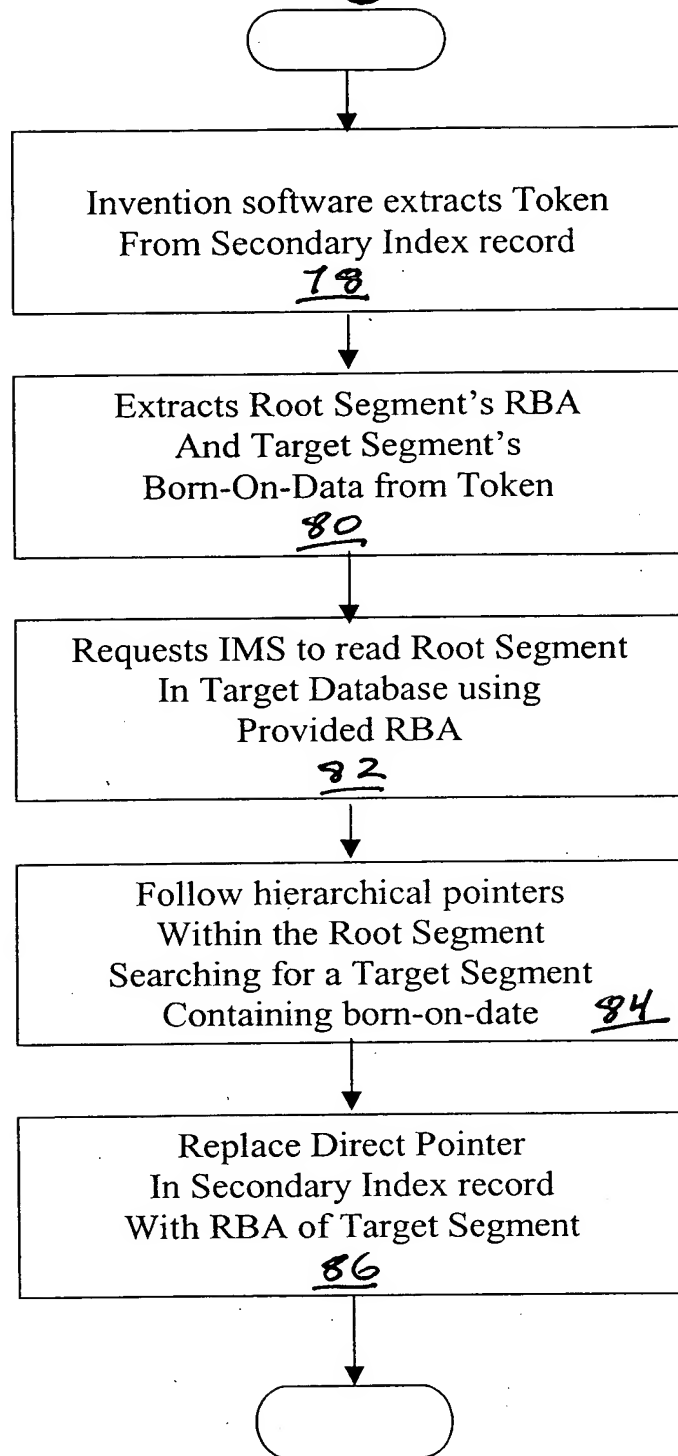 Invention software extracts Token
From Secondary Index record
78
Extracts Root Segment's RBA
And Target Segment's
Born-On-Data from Token
80
Requests IMS to read Root Segment
In Target Database using
Provided RBA
82
Follow hierarchical pointers
Within the Root Segment
Searching for a Target Segment
Containing born-on-date 84
Replace Direct Pointer
In Secondary Index record
With RBA of Target Segment
86